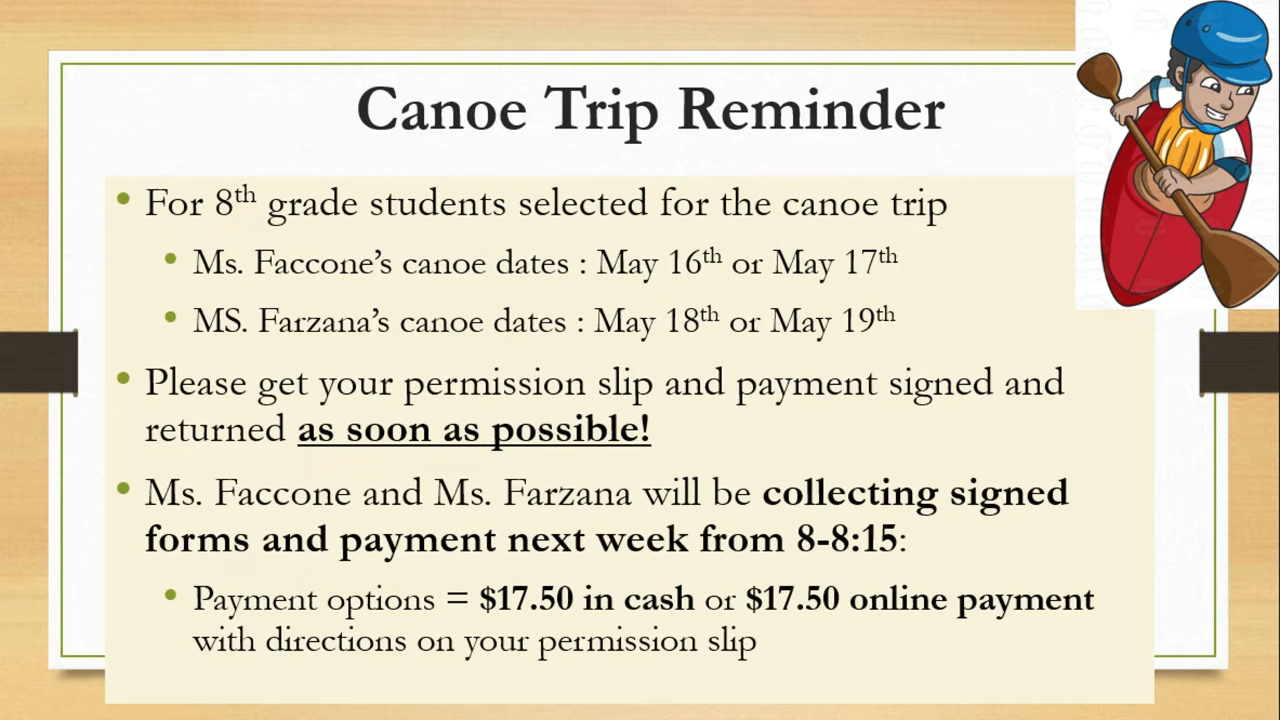 Canoe Trip Reminder
• For 8th grade students selected for the canoe trip
• Ms. Faccone’s canoe dates : May 16th or May 17th
• MS. Farzana’s canoe dates : May 18th or May 19th
• Please get your permission slip and payment signed and
returned as soon as possible!
• Ms. Faccone and Ms. Farzana will be collecting signed
forms and payment next week from 8-8:15:
• Payment options = $17.50 in cash or $17.50 online payment
with directions on your permission slip